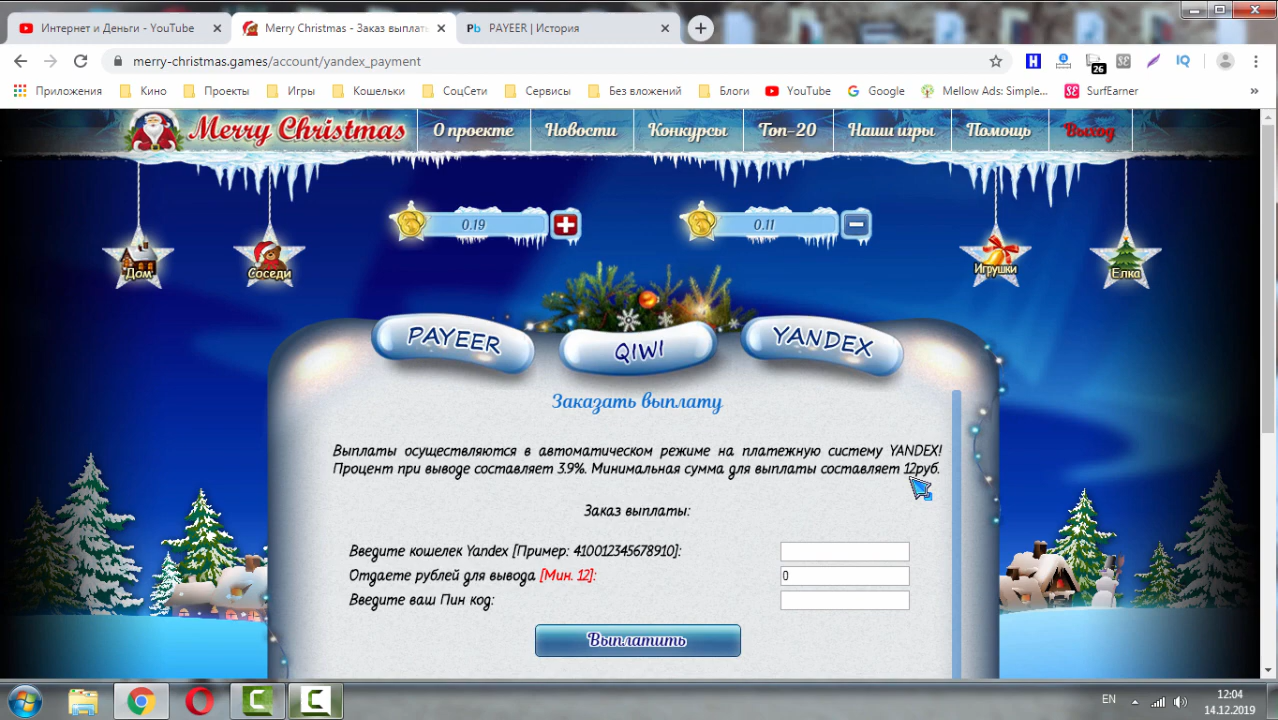 Интернет и Деньги - YouTube
Merry Christmas - Заказ выплаты
PAYEER | История
merry-christmas.games/account/yandex_payment
26
Приложения
Кино
Проекты
Игры
Кошельки
СоцСети
Сервисы
Без вложений
Блоги
YouTube
Google
Mellow Ads: Simple...
SurfEarner
Merry Christmas
О проекте
Новости
Конкурсы
Топ-20
Наши игры
Помощь
Выход
0.19
0.11
Дом
Соседи
Игрушки
Елка
PAYEER
QIWI
YANDEX
Заказать выплату
Выплаты осуществляются в автоматическом режиме на платежную систему YANDEX!
Процент при выводе составляет 3.9%. Минимальная сумма для выплаты составляет 12руб.
Заказ выплаты:
Введите кошелек Yandex [Пример: 410012345678910]:
Отдаете рублей для вывода [Мин. 12]:
0
Введите ваш Пин код:
Выплатить
EN
12:04
14.12.2019